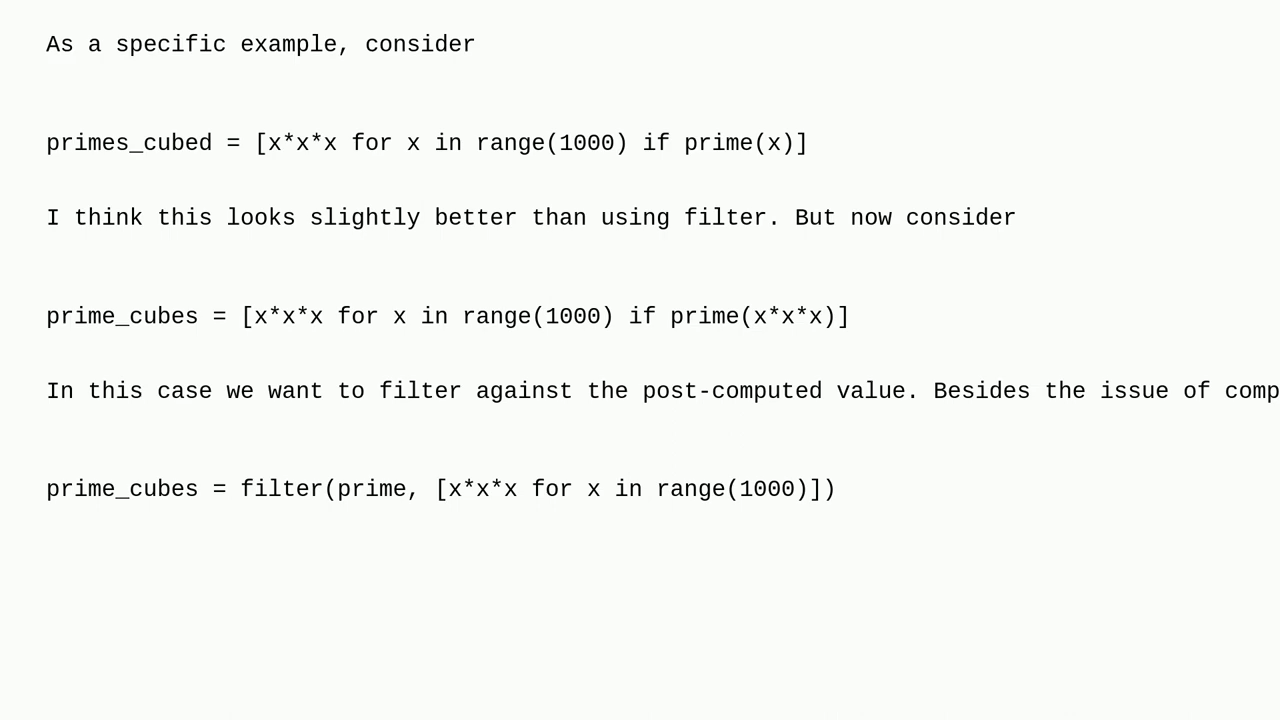 As a specific example, consider
primes_cubed = [x*x*x for x in range(1000) if prime(x)]
I think this looks slightly better than using filter. But now consider
prime_cubes = [x*x*x for x in range(1000) if prime(x*x*x)]
In this case we want to filter against the post-computed value. Besides the issue of comp
prime_cubes = filter(prime, [x*x*x for x in range(1000)])